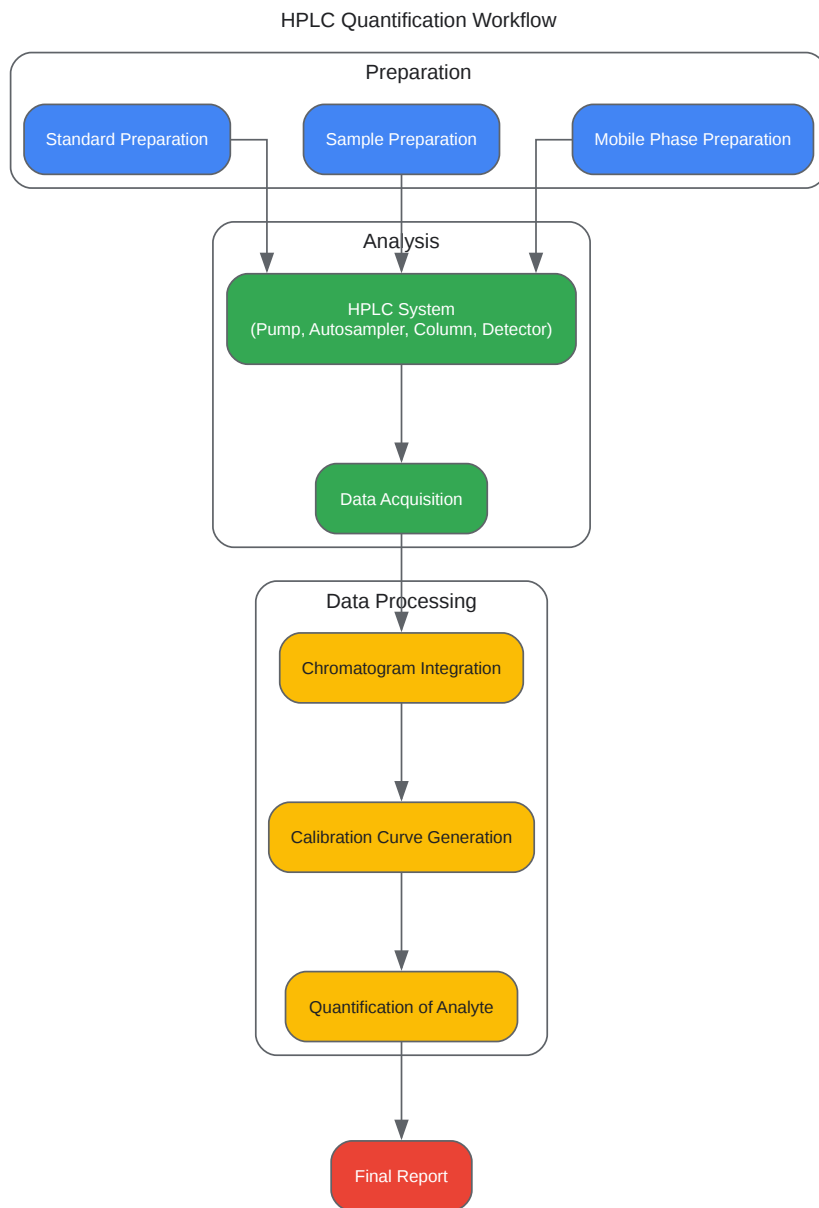 HPLC Quantification Workflow
Preparation
Standard Preparation
Sample Preparation
Mobile Phase Preparation
Analysis
HPLC System
(Pump, Autosampler, Column, Detector)
Data Acquisition
Data Processing
Chromatogram Integration
Calibration Curve Generation
Quantification of Analyte
Final Report